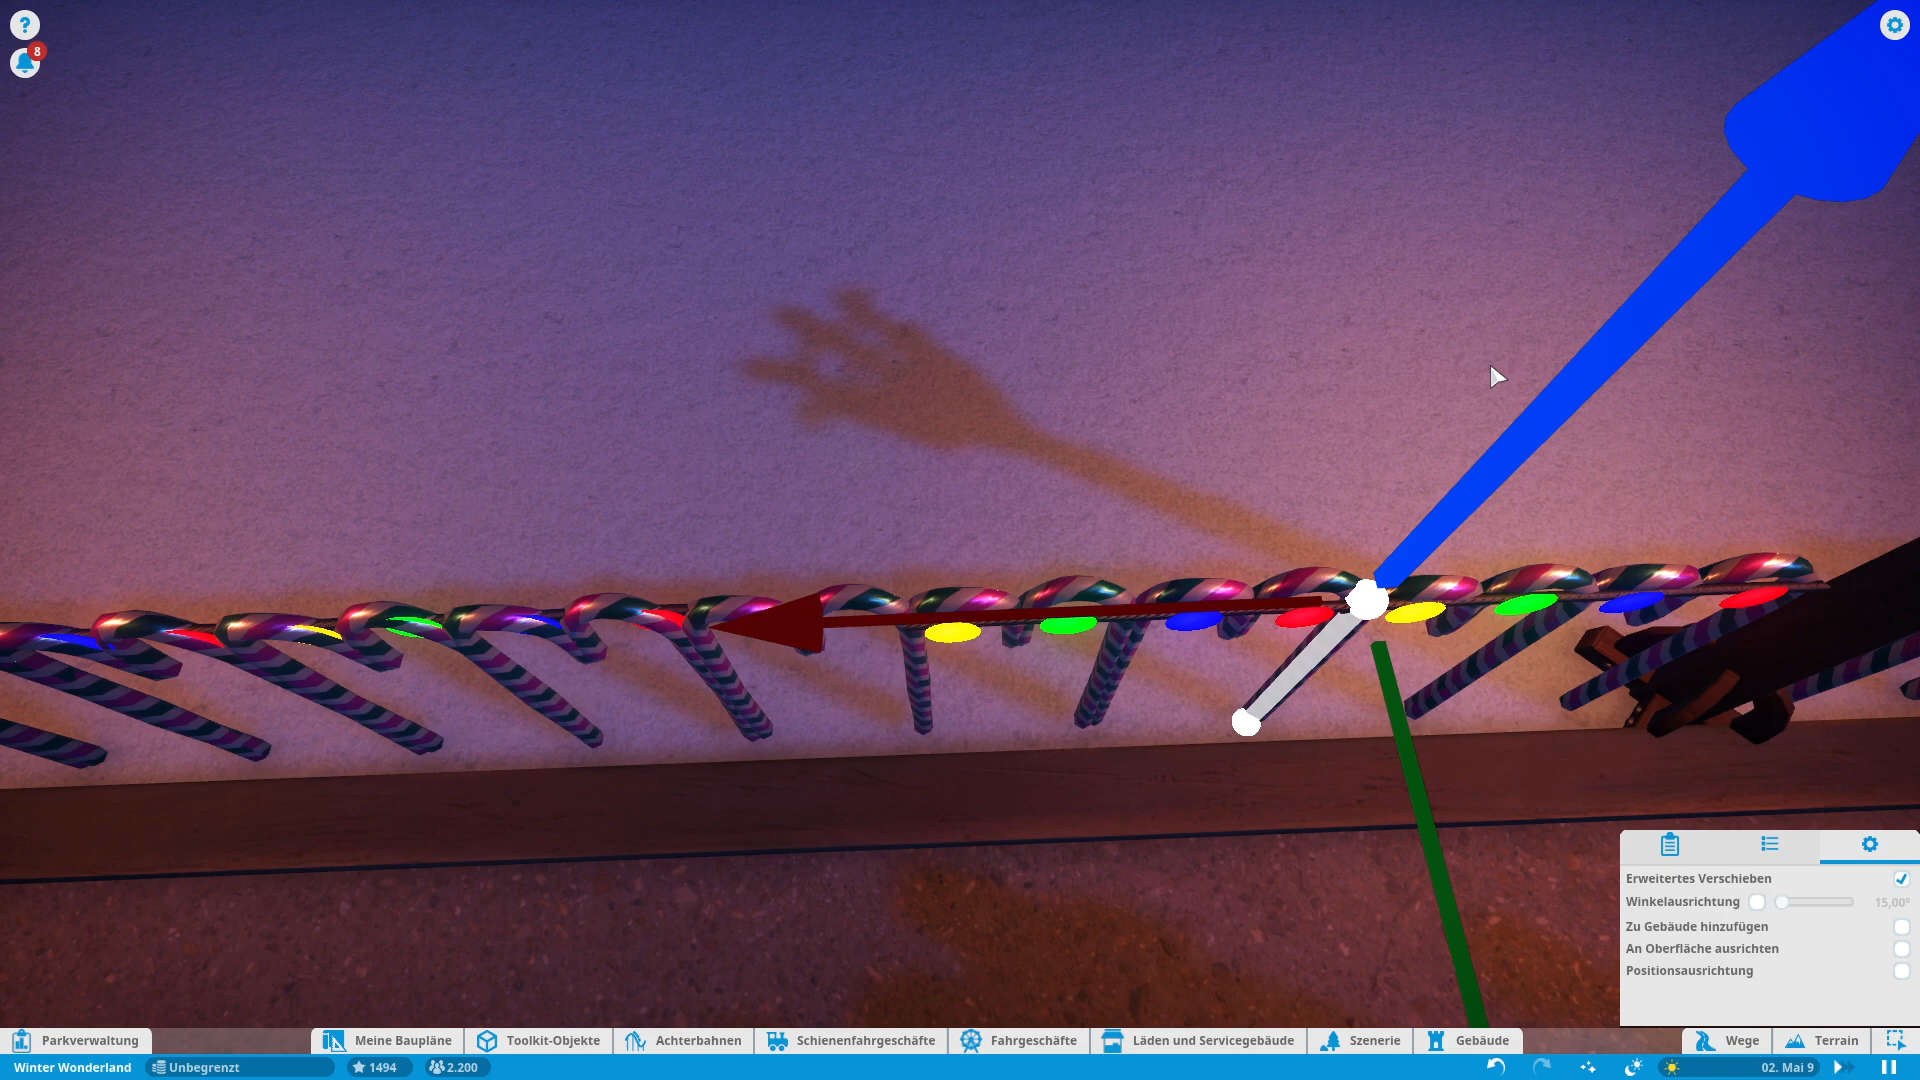 ?
8
Erweitertes Verschieben
Winkelausrichtung 15,00°
Zu Gebäude hinzufügen
An Oberfläche ausrichten
Positionsausrichtung
Parkverwaltung Meine Baupläne Toolkit-Objekte Achterbahnen Schienenfahrgeschäfte Fahrgeschäfte Läden und Servicegebäude Szenerie Gebäude Wege Terrain
Winter Wonderland Unbegrenzt 1494 2.200 02. Mai 9